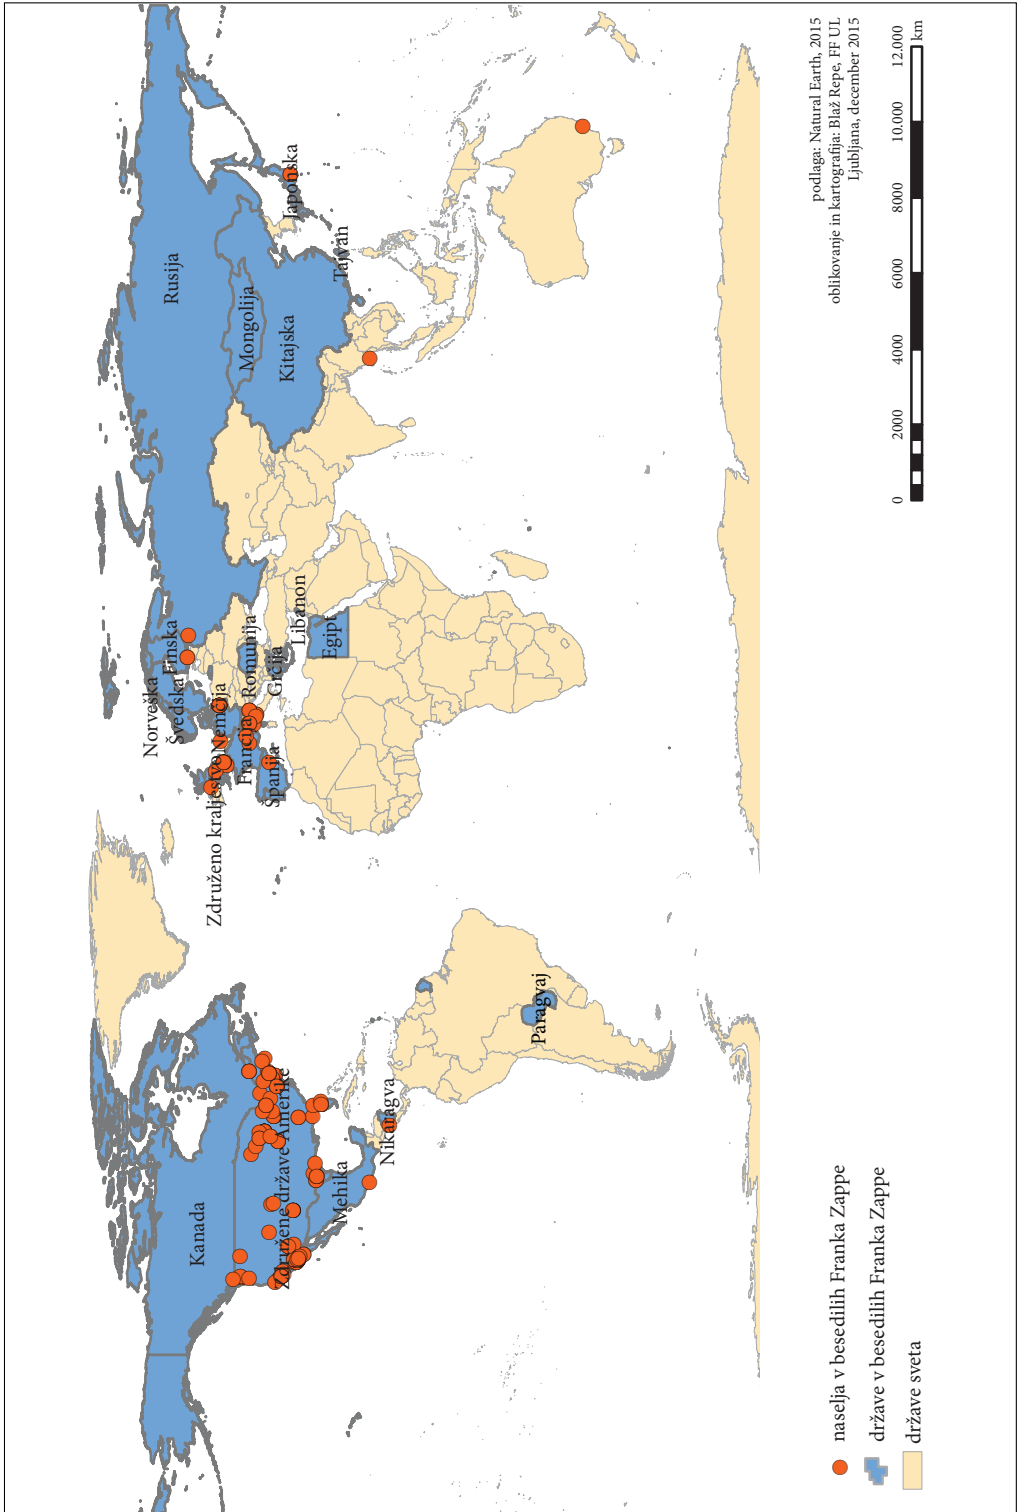 Norveška
Švedska
Finska
Rusija
Združeno kraljestvo
Nemčija
Francija
Romunija
Španija
Grčija
Libanon
Egipt
Mongolija
Kitajska
Japonska
Tajvan
Kanada
Združene države Amerike
Mehika
Nikaragva
Paragvaj
naselja v besedilih Franka Zappe
države v besedilih Franka Zappe
države sveta
podlaga: Natural Earth, 2015
oblikovanje in kartografija: Blaž Repe, FF UL
Ljubljana, december 2015
0 2000 4000 6000 8000 10.000 12.000
km